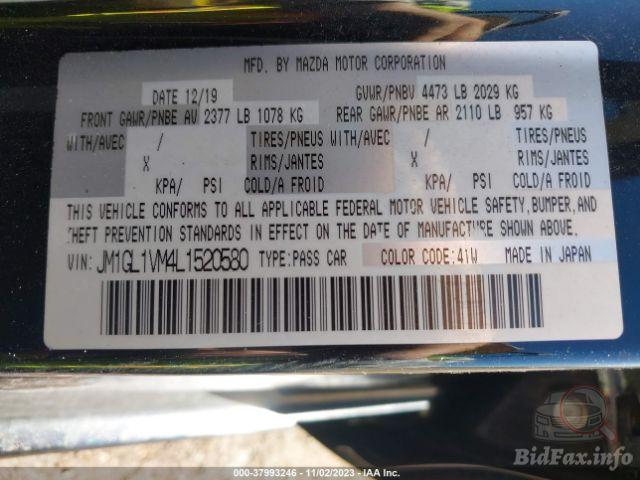 MFD. BY MAZDA MOTOR CORPORATION
DATE 12/19 GVWR/PNBV 4473 LB 2029 KG
FRONT GAWR/PNBE AV 2377 LB 1078 KG REAR GAWR/PNBE AR 2110 LB 957 KG
WITH/AVEC / TIRES/PNEUS WITH/AVEC / TIRES/PNEUS
X RIMS/JANTES X RIMS/JANTES
KPA/ PSI COLD/A FROID KPA/ PSI COLD/A FROID
THIS VEHICLE CONFORMS TO ALL APPLICABLE FEDERAL MOTOR VEHICLE SAFETY, BUMPER, AND
THEFT PREVENTION STANDARDS IN EFFECT ON THE DATE OF MANUFACTURE SHOWN ABOVE.
VIN: JM1GL1VM4L1520580 TYPE:PASS CAR COLOR CODE:41W MADE IN JAPAN
BidFax.info
000-37993246 - 11/02/2023 - IAA Inc.